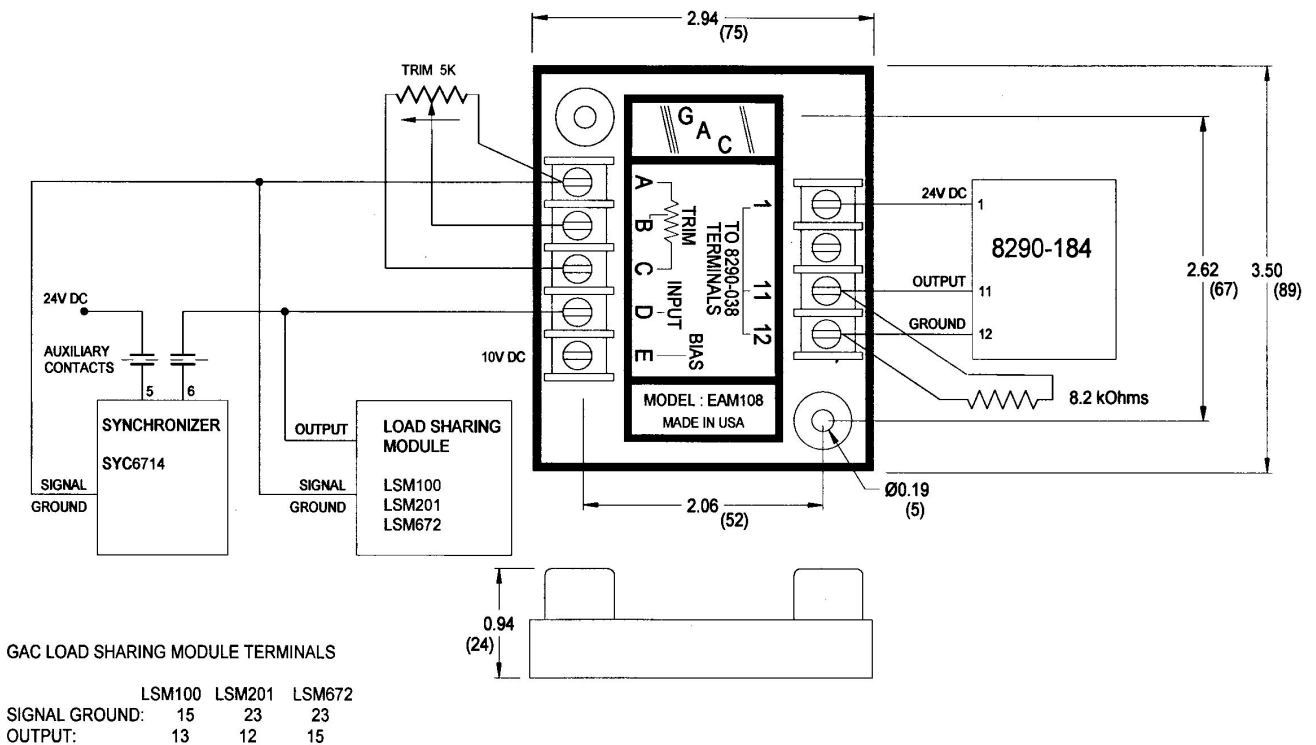 2.94
(75)
TRIM 5K
G A C
A
B
C
D
E
TRIM
INPUT
BIAS
1
11
12
TO 8290-038
TERMINALS
MODEL : EAM108
MADE IN USA
24V DC
1
8290-184
OUTPUT
11
GROUND
12
8.2 kOhms
2.62
(67)
3.50
(89)
24V DC
AUXILIARY
CONTACTS
5
6
10V DC
SYNCHRONIZER
SYC6714
SIGNAL
GROUND
OUTPUT
LOAD SHARING
MODULE
SIGNAL
GROUND
LSM100
LSM201
LSM672
2.06
(52)
Ø0.19
(5)
0.94
(24)
GAC LOAD SHARING MODULE TERMINALS
LSM100 LSM201 LSM672
SIGNAL GROUND: 15 23 23
OUTPUT: 13 12 15